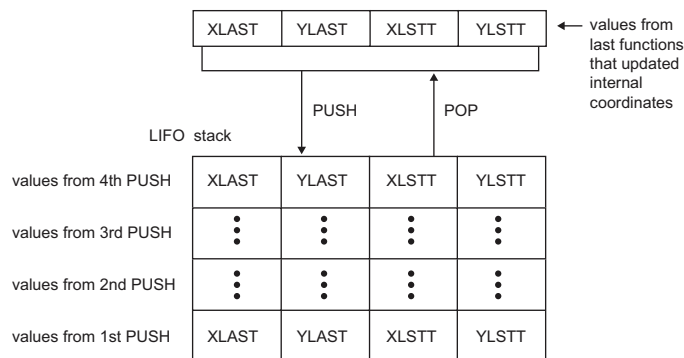 XLAST YLAST XLSTT YLSTT
values from
last functions
that updated
internal
coordinates
PUSH POP
LIFO stack
values from 4th PUSH XLAST YLAST XLSTT YLSTT
values from 3rd PUSH
values from 2nd PUSH
values from 1st PUSH XLAST YLAST XLSTT YLSTT